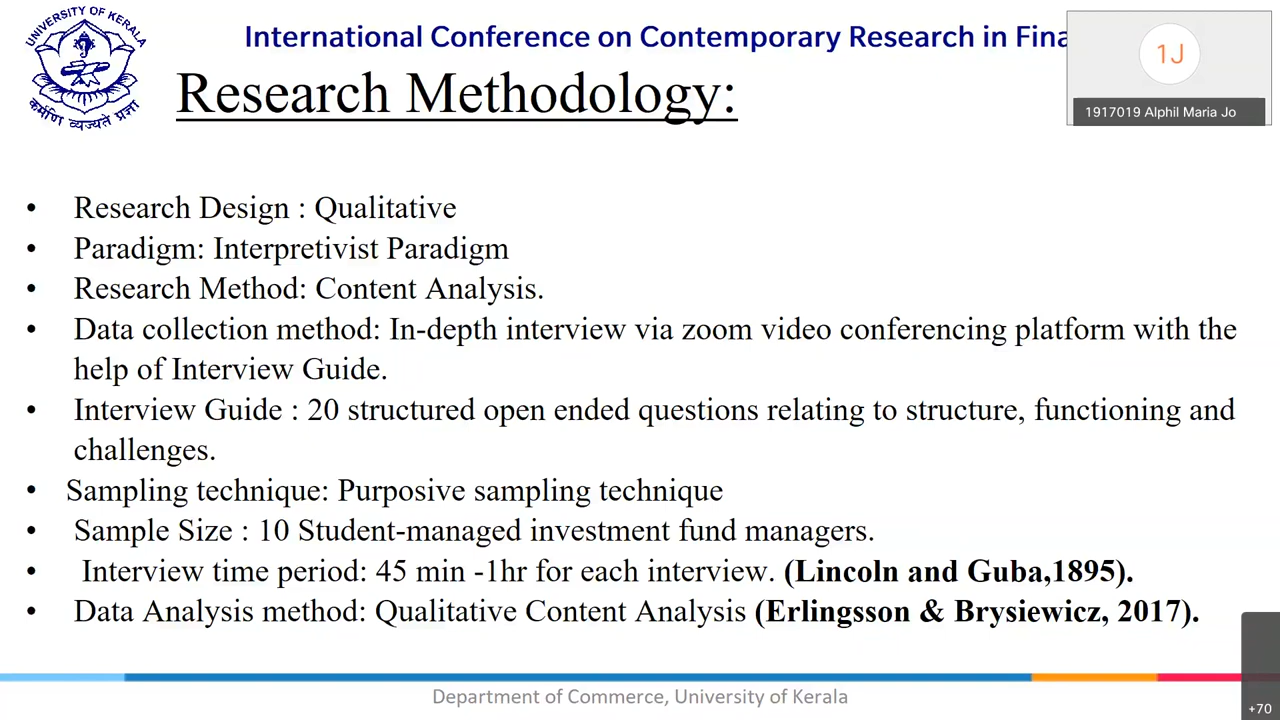 UNIVERSITY OF KERALA
कर्मणि व्यज्यते प्रज्ञा
International Conference on Contemporary Research in Fina
1J
1917019 Alphil Maria Jo
Research Methodology:
• Research Design : Qualitative
• Paradigm: Interpretivist Paradigm
• Research Method: Content Analysis.
• Data collection method: In-depth interview via zoom video conferencing platform with the
help of Interview Guide.
• Interview Guide : 20 structured open ended questions relating to structure, functioning and
challenges.
• Sampling technique: Purposive sampling technique
• Sample Size : 10 Student-managed investment fund managers.
• Interview time period: 45 min -1hr for each interview. (Lincoln and Guba,1895).
• Data Analysis method: Qualitative Content Analysis (Erlingsson & Brysiewicz, 2017).
Department of Commerce, University of Kerala
+70